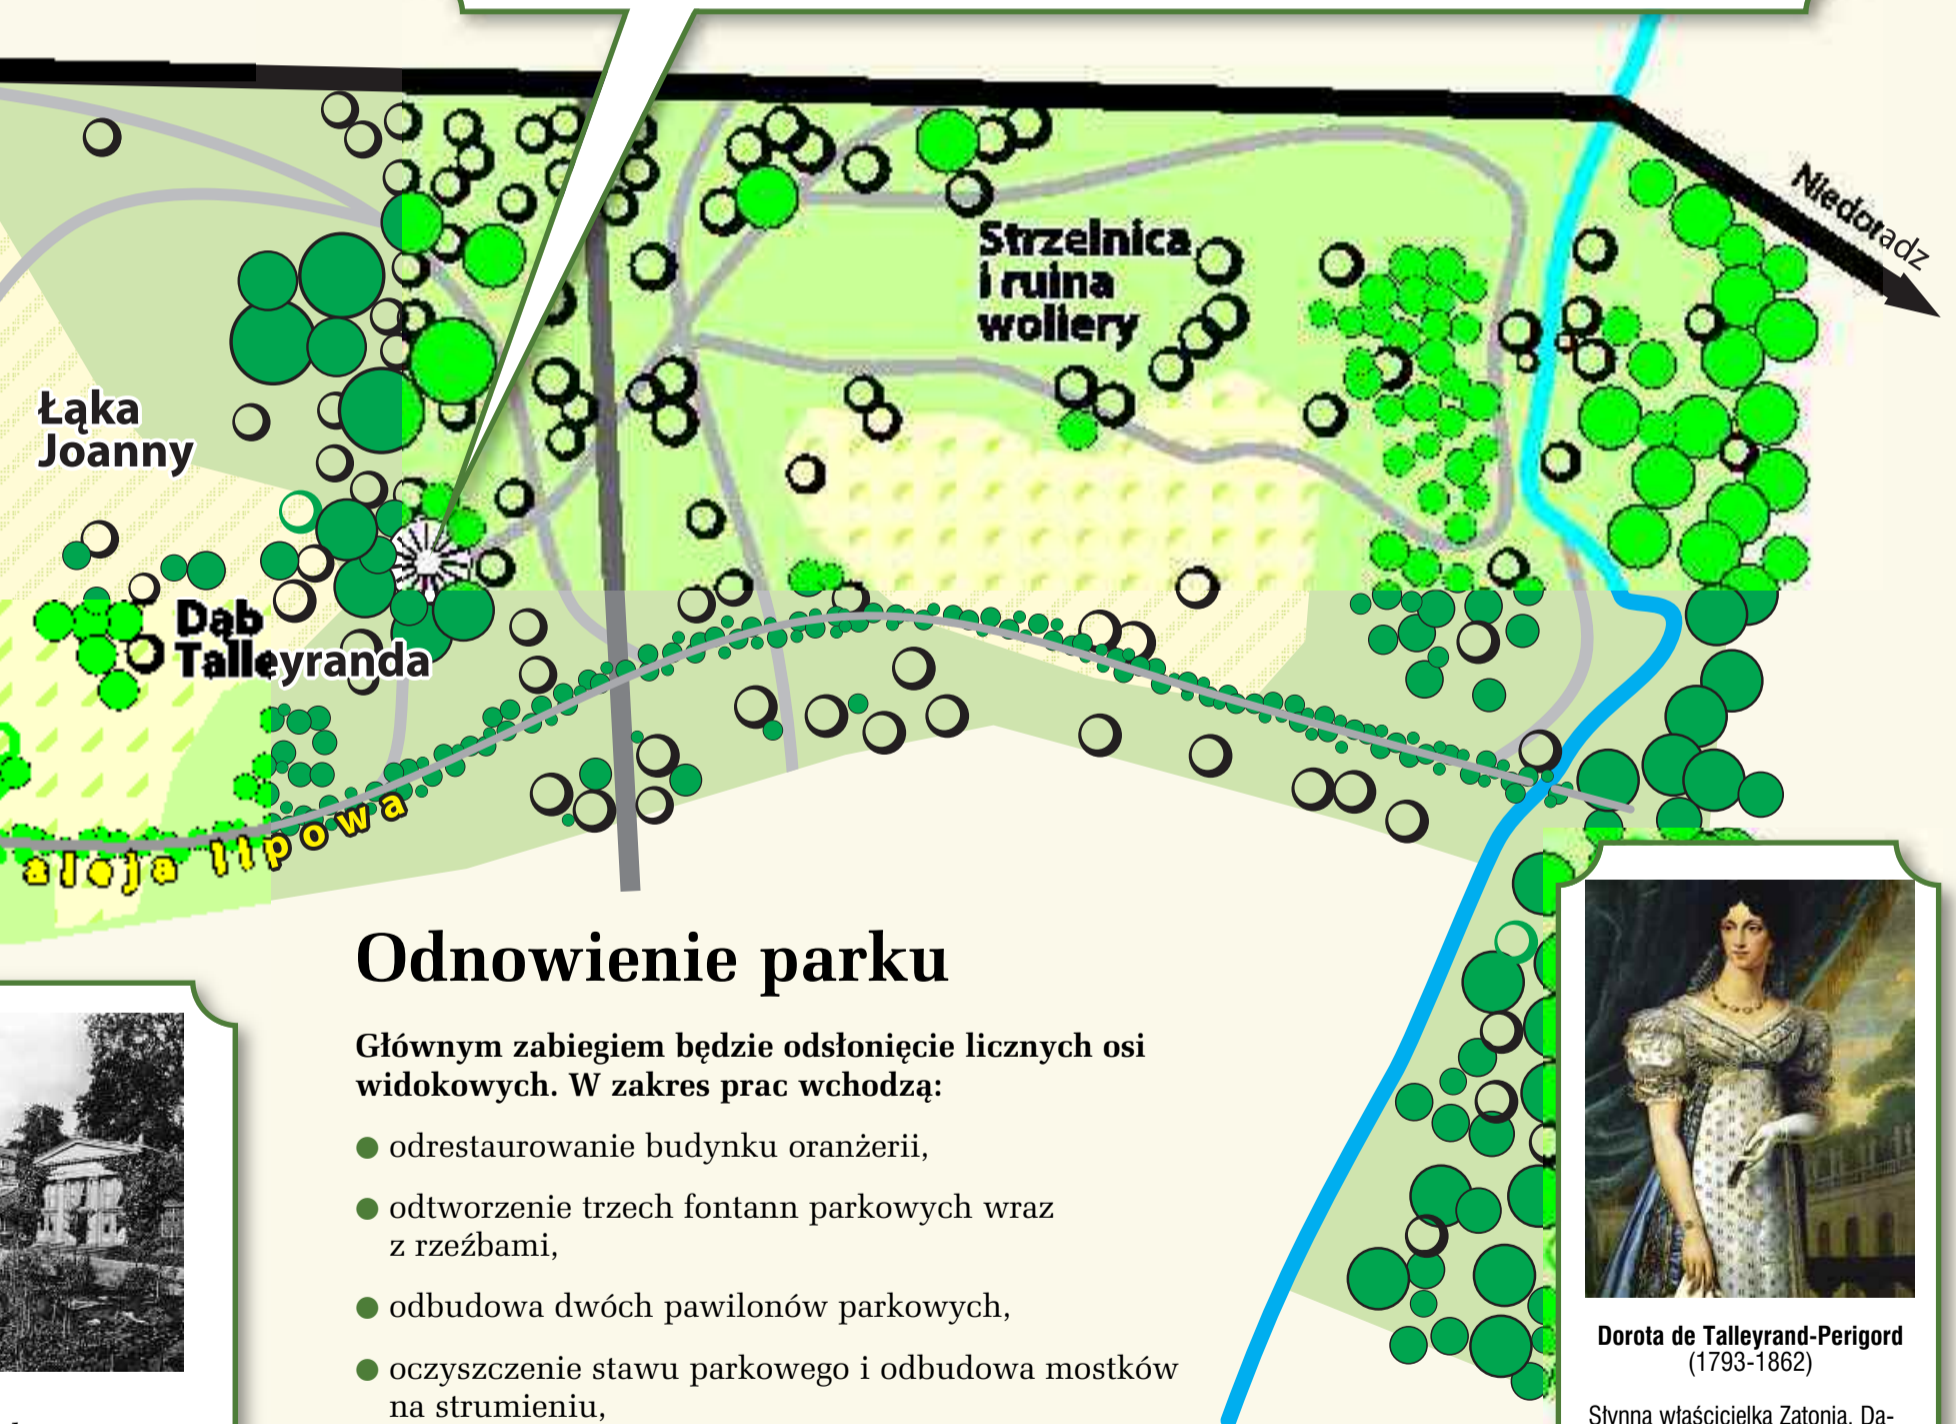 Niedoradz
Strzelnica
i ruina
woliery
Łąka
Joanny
Dąb
Talleyranda
aleja lipowa
Odnowienie parku
Głównym zabiegiem będzie odsłonięcie licznych osi
widokowych. W zakres prac wchodzą:
● odrestaurowanie budynku oranżerii,
● odtworzenie trzech fontann parkowych wraz
z rzeźbami,
● odbudowa dwóch pawilonów parkowych,
● oczyszczenie stawu parkowego i odbudowa mostków
na strumieniu,
Dorota de Talleyrand-Perigord
(1793-1862)
Słynna właścicielka Zatonia. Da-